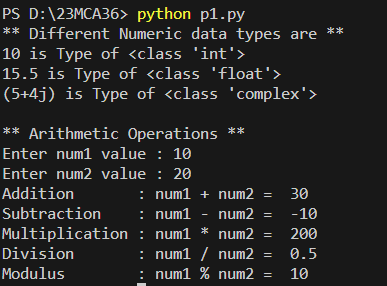 PS D:\23MCA36> python p1.py
** Different Numeric data types are **
10 is Type of <class 'int'>
15.5 is Type of <class 'float'>
(5+4j) is Type of <class 'complex'>
** Arithmetic Operations **
Enter num1 value : 10
Enter num2 value : 20
Addition       : num1 + num2 =  30
Subtraction    : num1 - num2 =  -10
Multiplication : num1 * num2 =  200
Division       : num1 / num2 =  0.5
Modulus        : num1 % num2 =  10